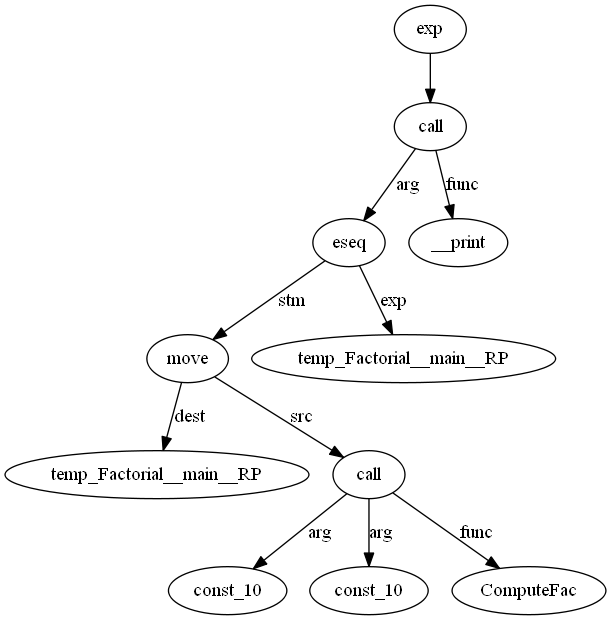 exp
call
arg
func
eseq
__print
stm
exp
move
temp_Factorial__main__RP
dest
src
temp_Factorial__main__RP
call
arg
arg
func
const_10
const_10
ComputeFac